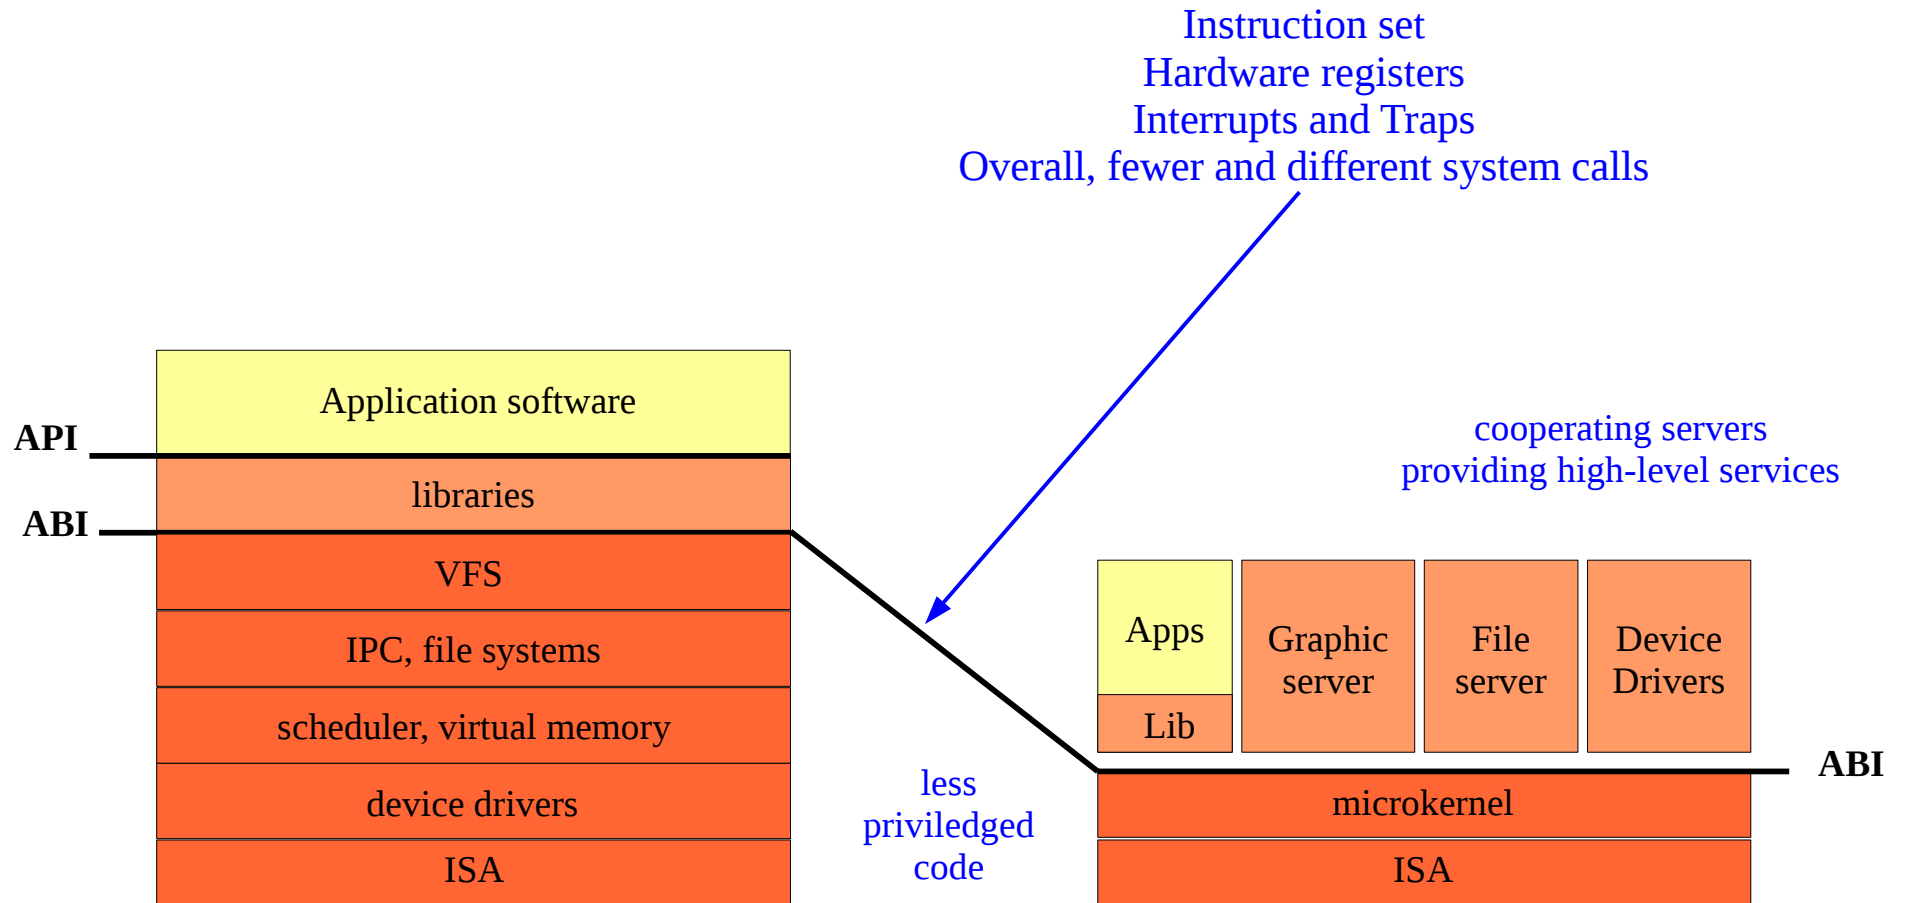 Instruction set
Hardware registers
Interrupts and Traps
Overall, fewer and different system calls
Application software
API
libraries
ABI
VFS
IPC, file systems
scheduler, virtual memory
device drivers
ISA
less
priviledged
code
cooperating servers
providing high-level services
Apps
Lib
Graphic
server
File
server
Device
Drivers
ABI
microkernel
ISA